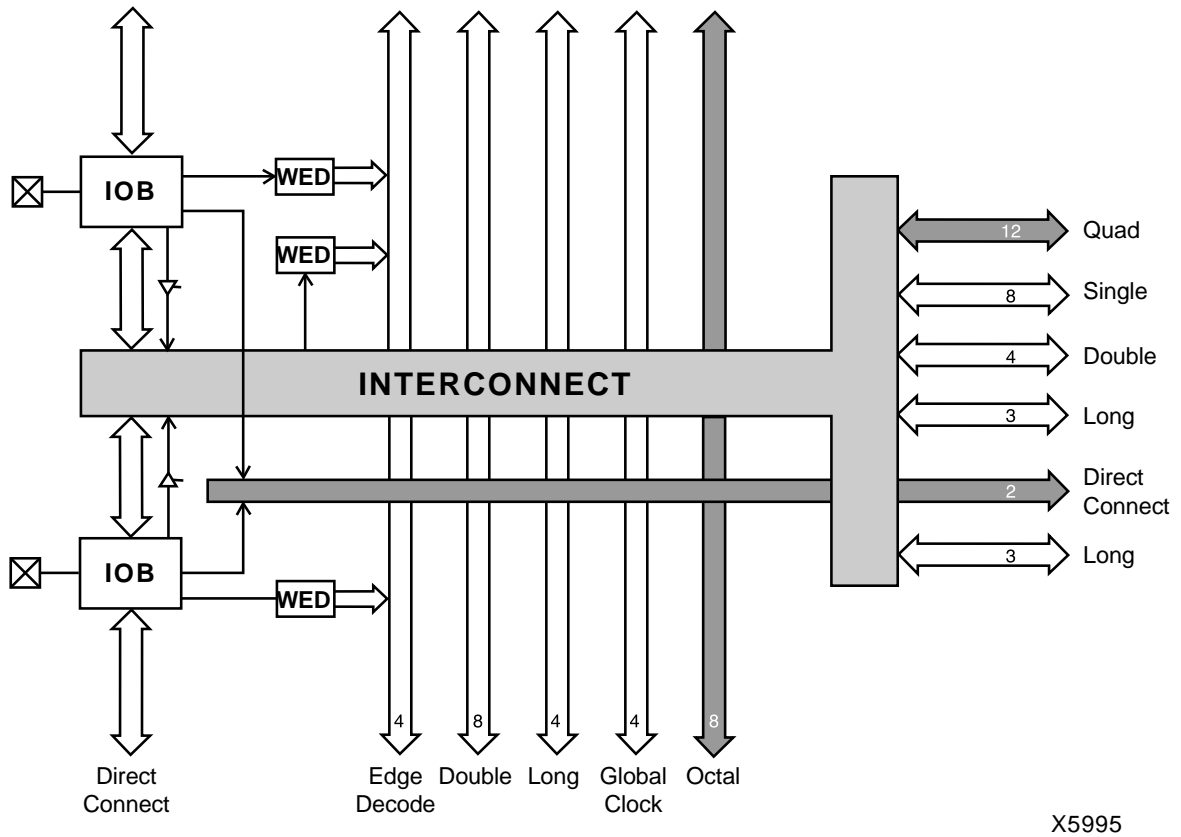 IOB
WED
WED
12
Quad
8
Single
INTERCONNECT
4
Double
3
Long
2
Direct
Connect
IOB
3
Long
WED
4
8
4
4
8
Direct
Connect
Edge
Decode
Double
Long
Global
Clock
Octal
X5995